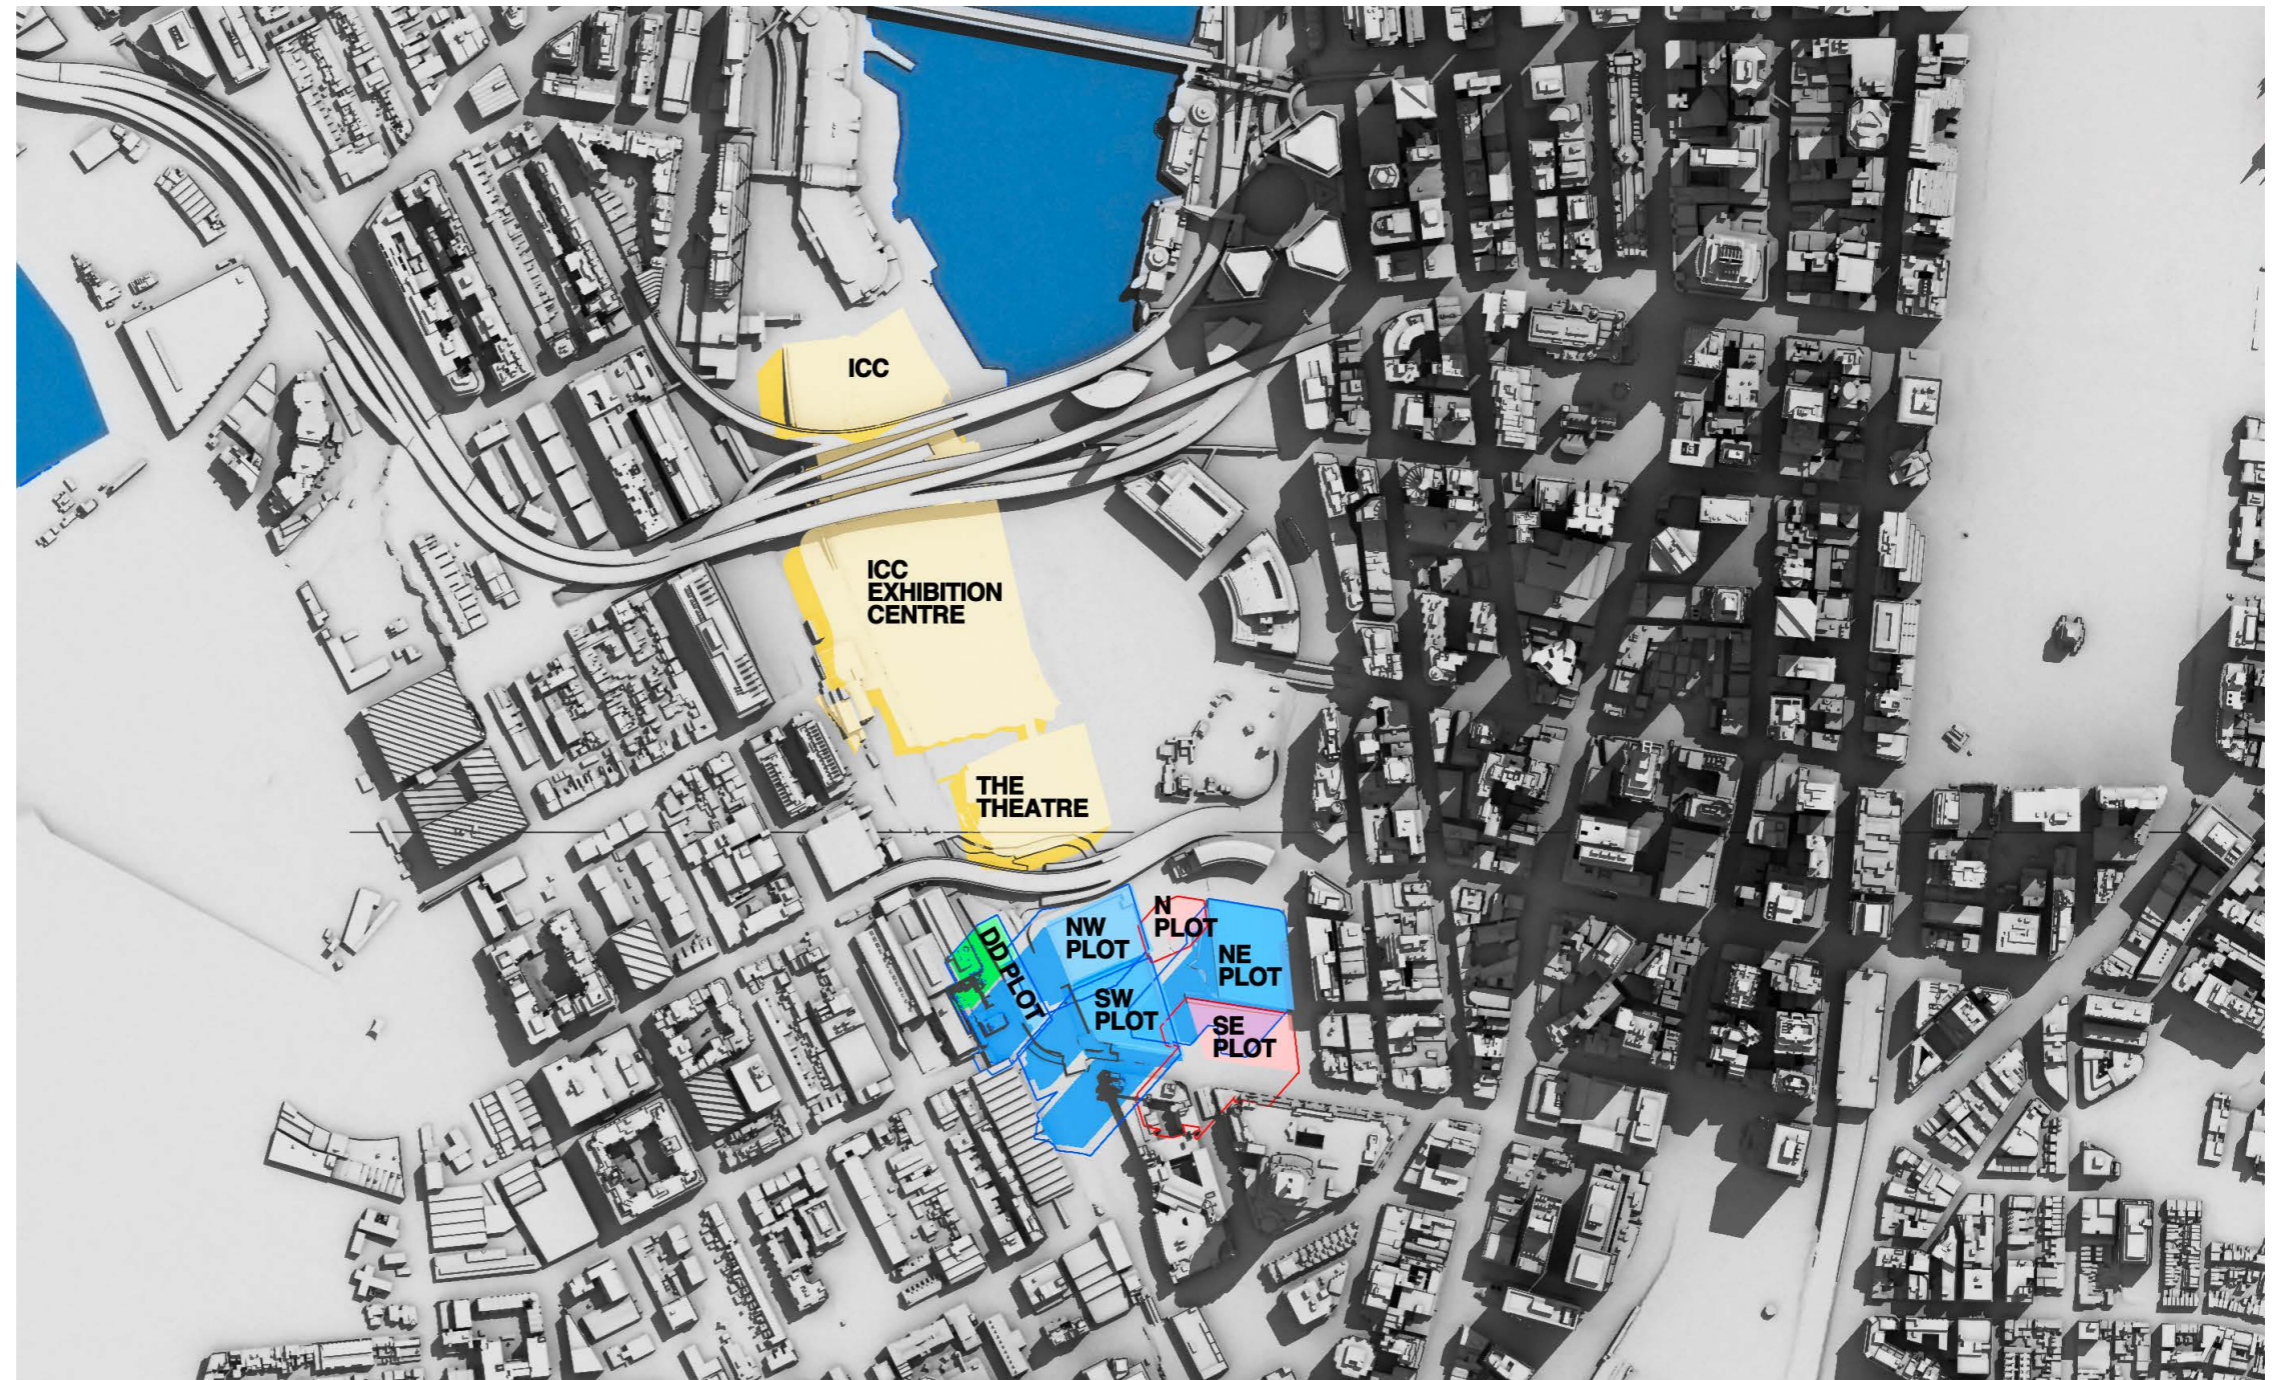 ICC
ICC
EXHIBITION
CENTRE
THE
THEATRE
DD PLOT
NW
PLOT
N
PLOT
NE
PLOT
SW
PLOT
SE
PLOT